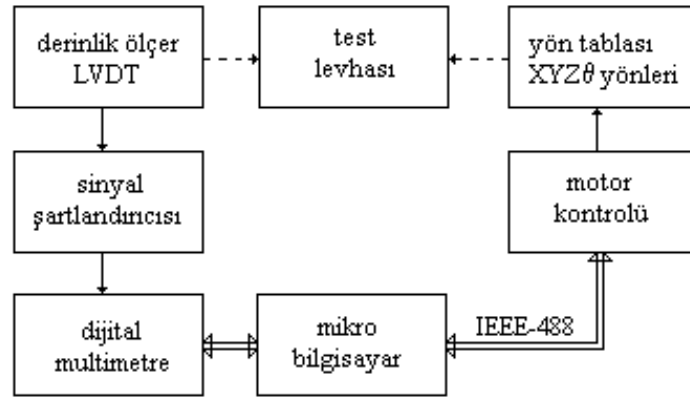 derinlik ölçer
LVDT
test
levhası
yön tablası
XYZθ yönleri
sinyal
şartlandırıcısı
motor
kontrolü
dijital
multimetre
mikro
bilgisayar
IEEE-488